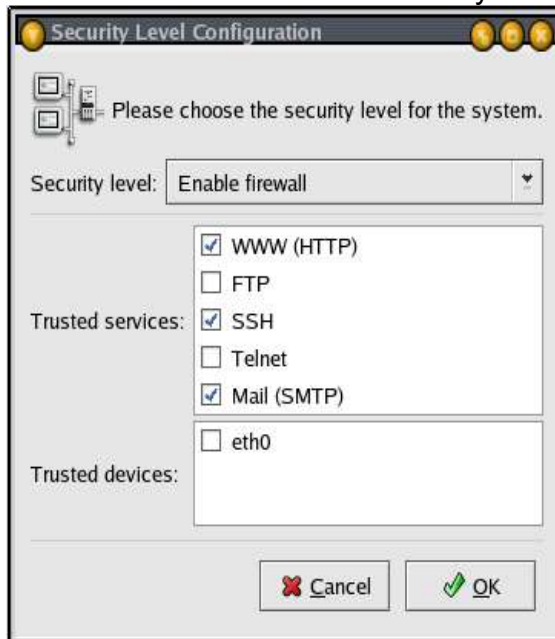 Security Level Configuration
Please choose the security level for the system.
Security level: Enable firewall
WWW (HTTP)
FTP
Trusted services: SSH
Telnet
Mail (SMTP)
eth0
Trusted devices:
Cancel OK